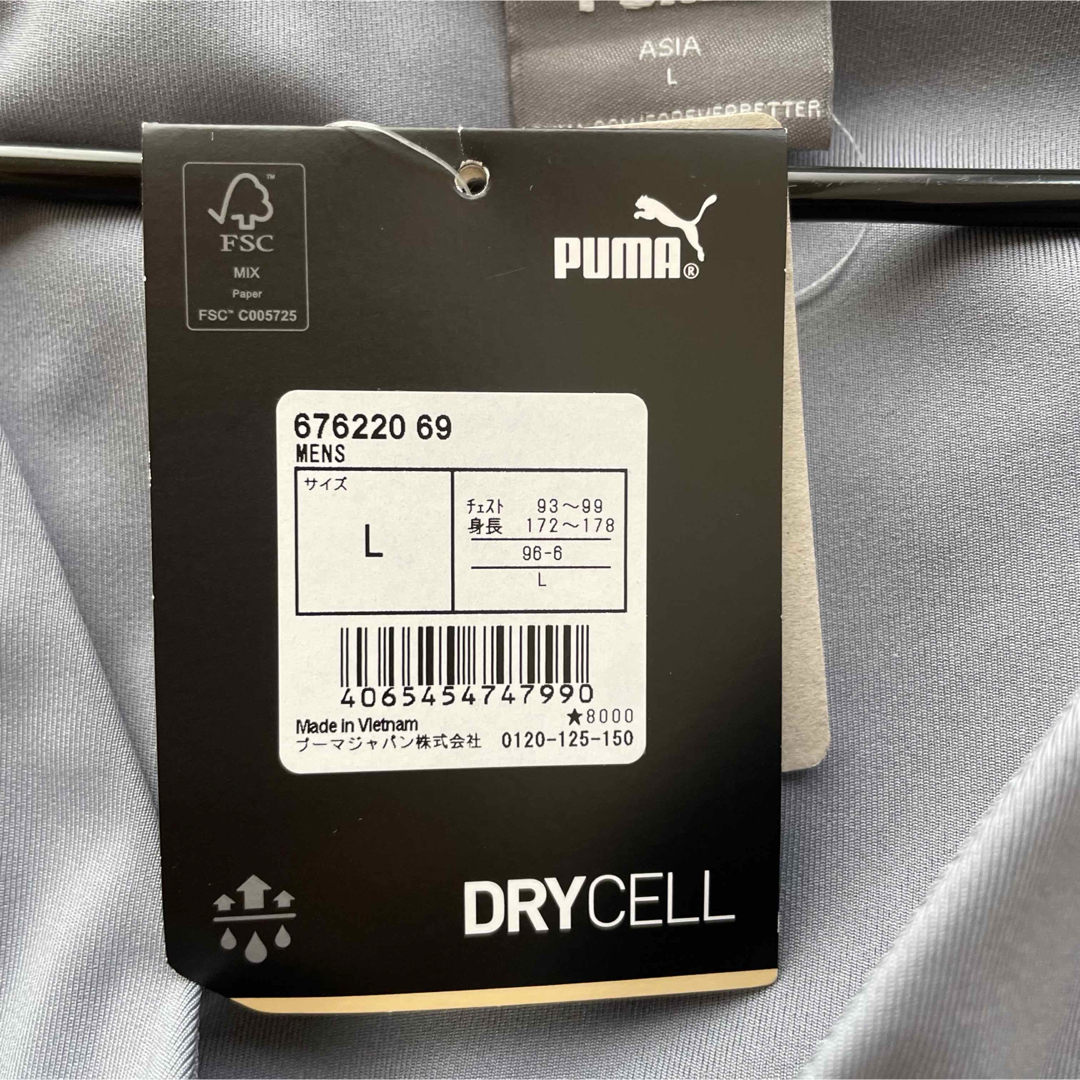 ASIA
L
FSC™
MIX
Paper
FSC™ C005725
PUMA®
676220 69
MENS
サイズ
L
ﾁｪｽﾄ 93～99
身長 172～178
96-6
L
4065454747990
★8000
Made in Vietnam
プーマジャパン株式会社 0120-125-150
DRYCELL